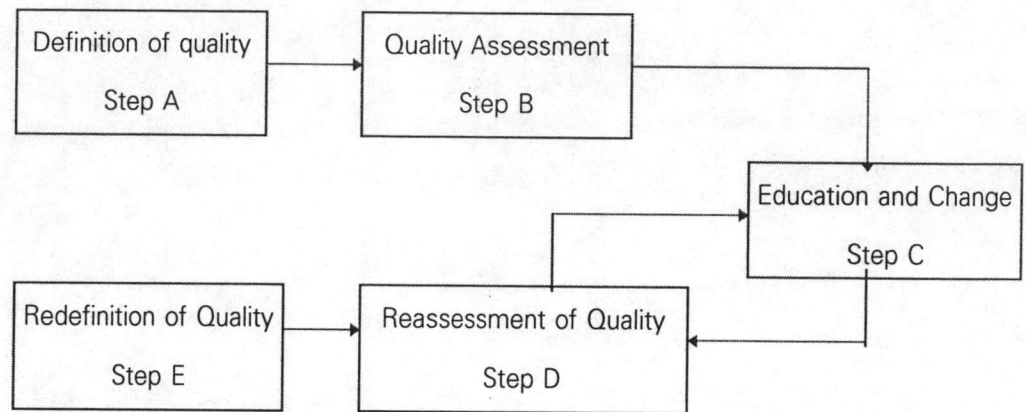 Definition of quality
Step A
Quality Assessment
Step B
Education and Change
Step C
Redefinition of Quality
Step E
Reassessment of Quality
Step D